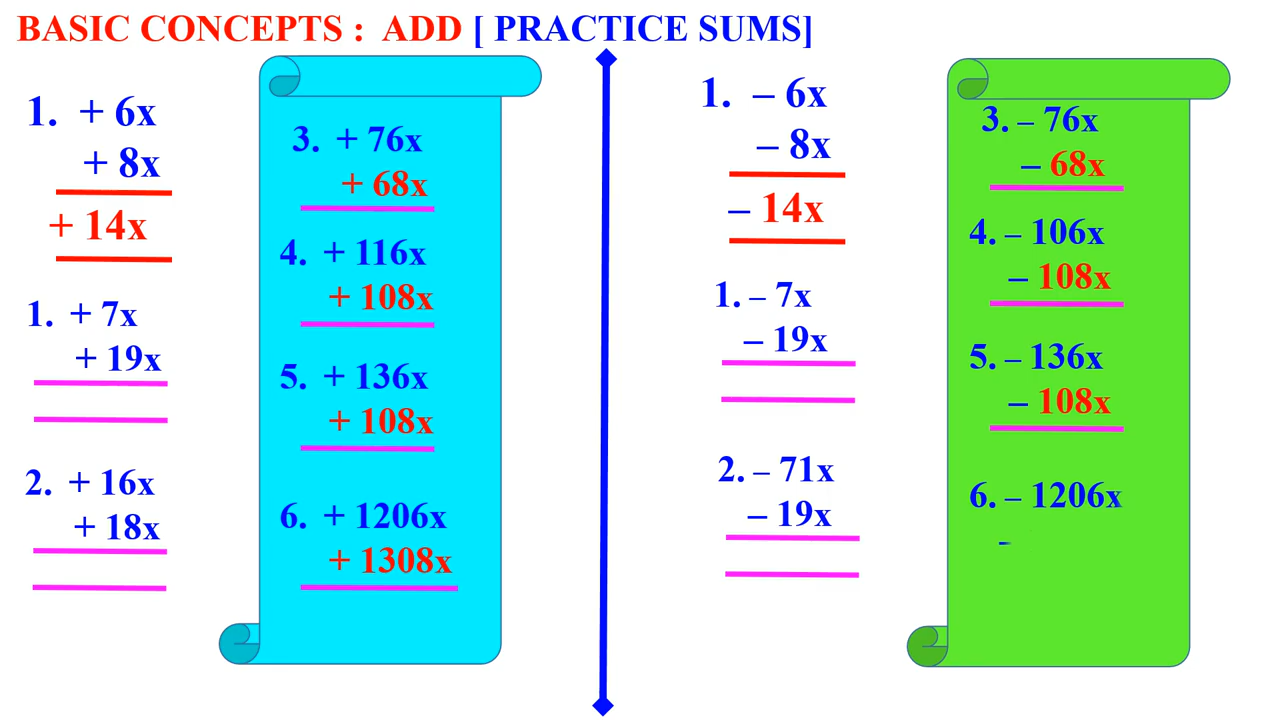 BASIC CONCEPTS :  ADD [ PRACTICE SUMS]
1.  + 6x
+ 8x
+ 14x
1.  + 7x
+ 19x
2.  + 16x
+ 18x
3.  + 76x
+ 68x
4.  + 116x
+ 108x
5.  + 136x
+ 108x
6.  + 1206x
+ 1308x
1.  – 6x
– 8x
– 14x
1. – 7x
– 19x
2. – 71x
– 19x
3. – 76x
– 68x
4. – 106x
– 108x
5. – 136x
– 108x
6. – 1206x
–